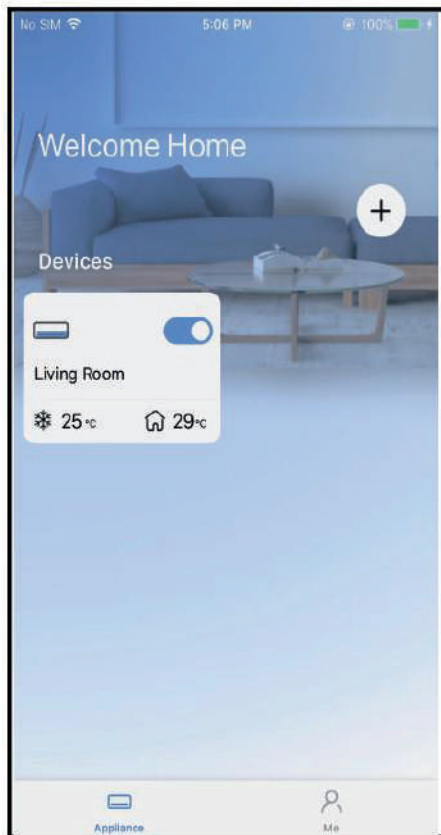 No SIM 5:06 PM 100%
Welcome Home
+
Devices
Living Room
25°C 29°C
Appliance Me